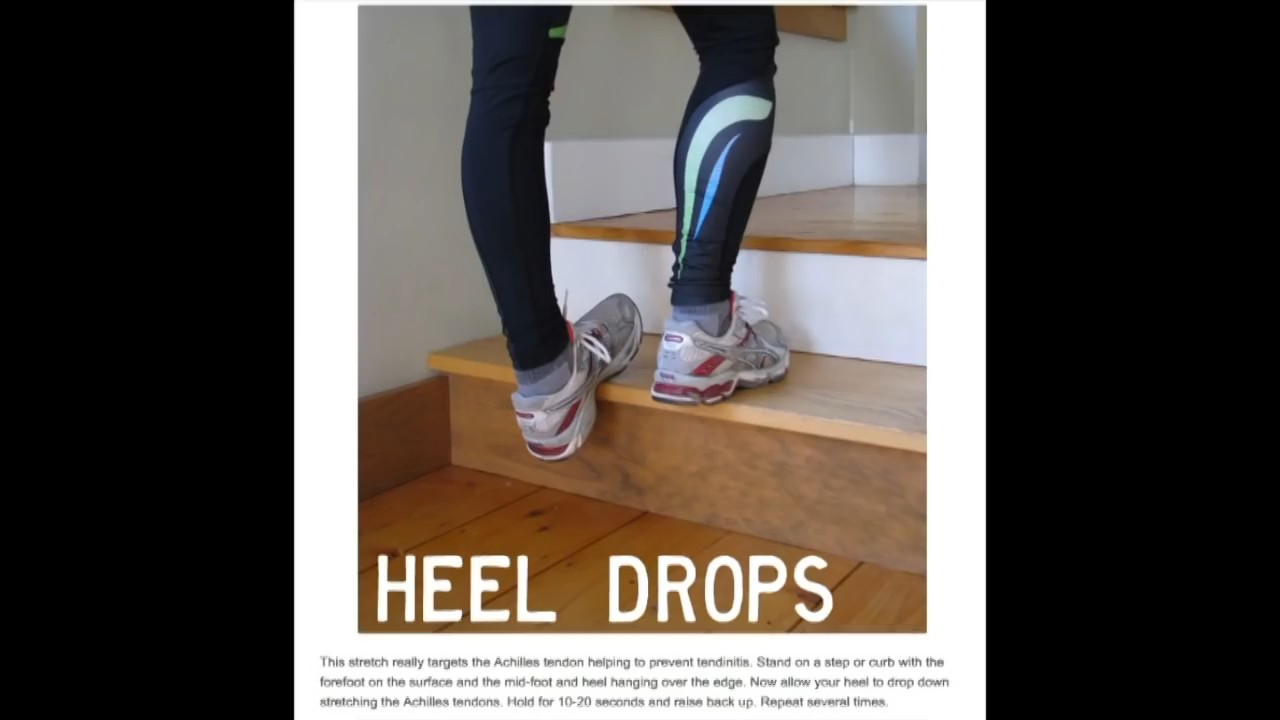 HEEL DROPS
This stretch really targets the Achilles tendon helping to prevent tendinitis. Stand on a step or curb with the
forefoot on the surface and the mid-foot and heel hanging over the edge. Now allow your heel to drop down
stretching the Achilles tendons. Hold for 10-20 seconds and raise back up. Repeat several times.